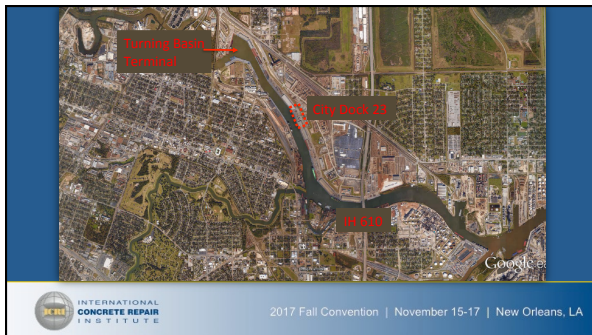 Turning Basin
Terminal
City Dock 21
IH 610
Google ea
INTERNATIONAL
CONCRETE REPAIR
INSTITUTE
ICRI
2017 Fall Convention | November 15-17 | New Orleans, LA